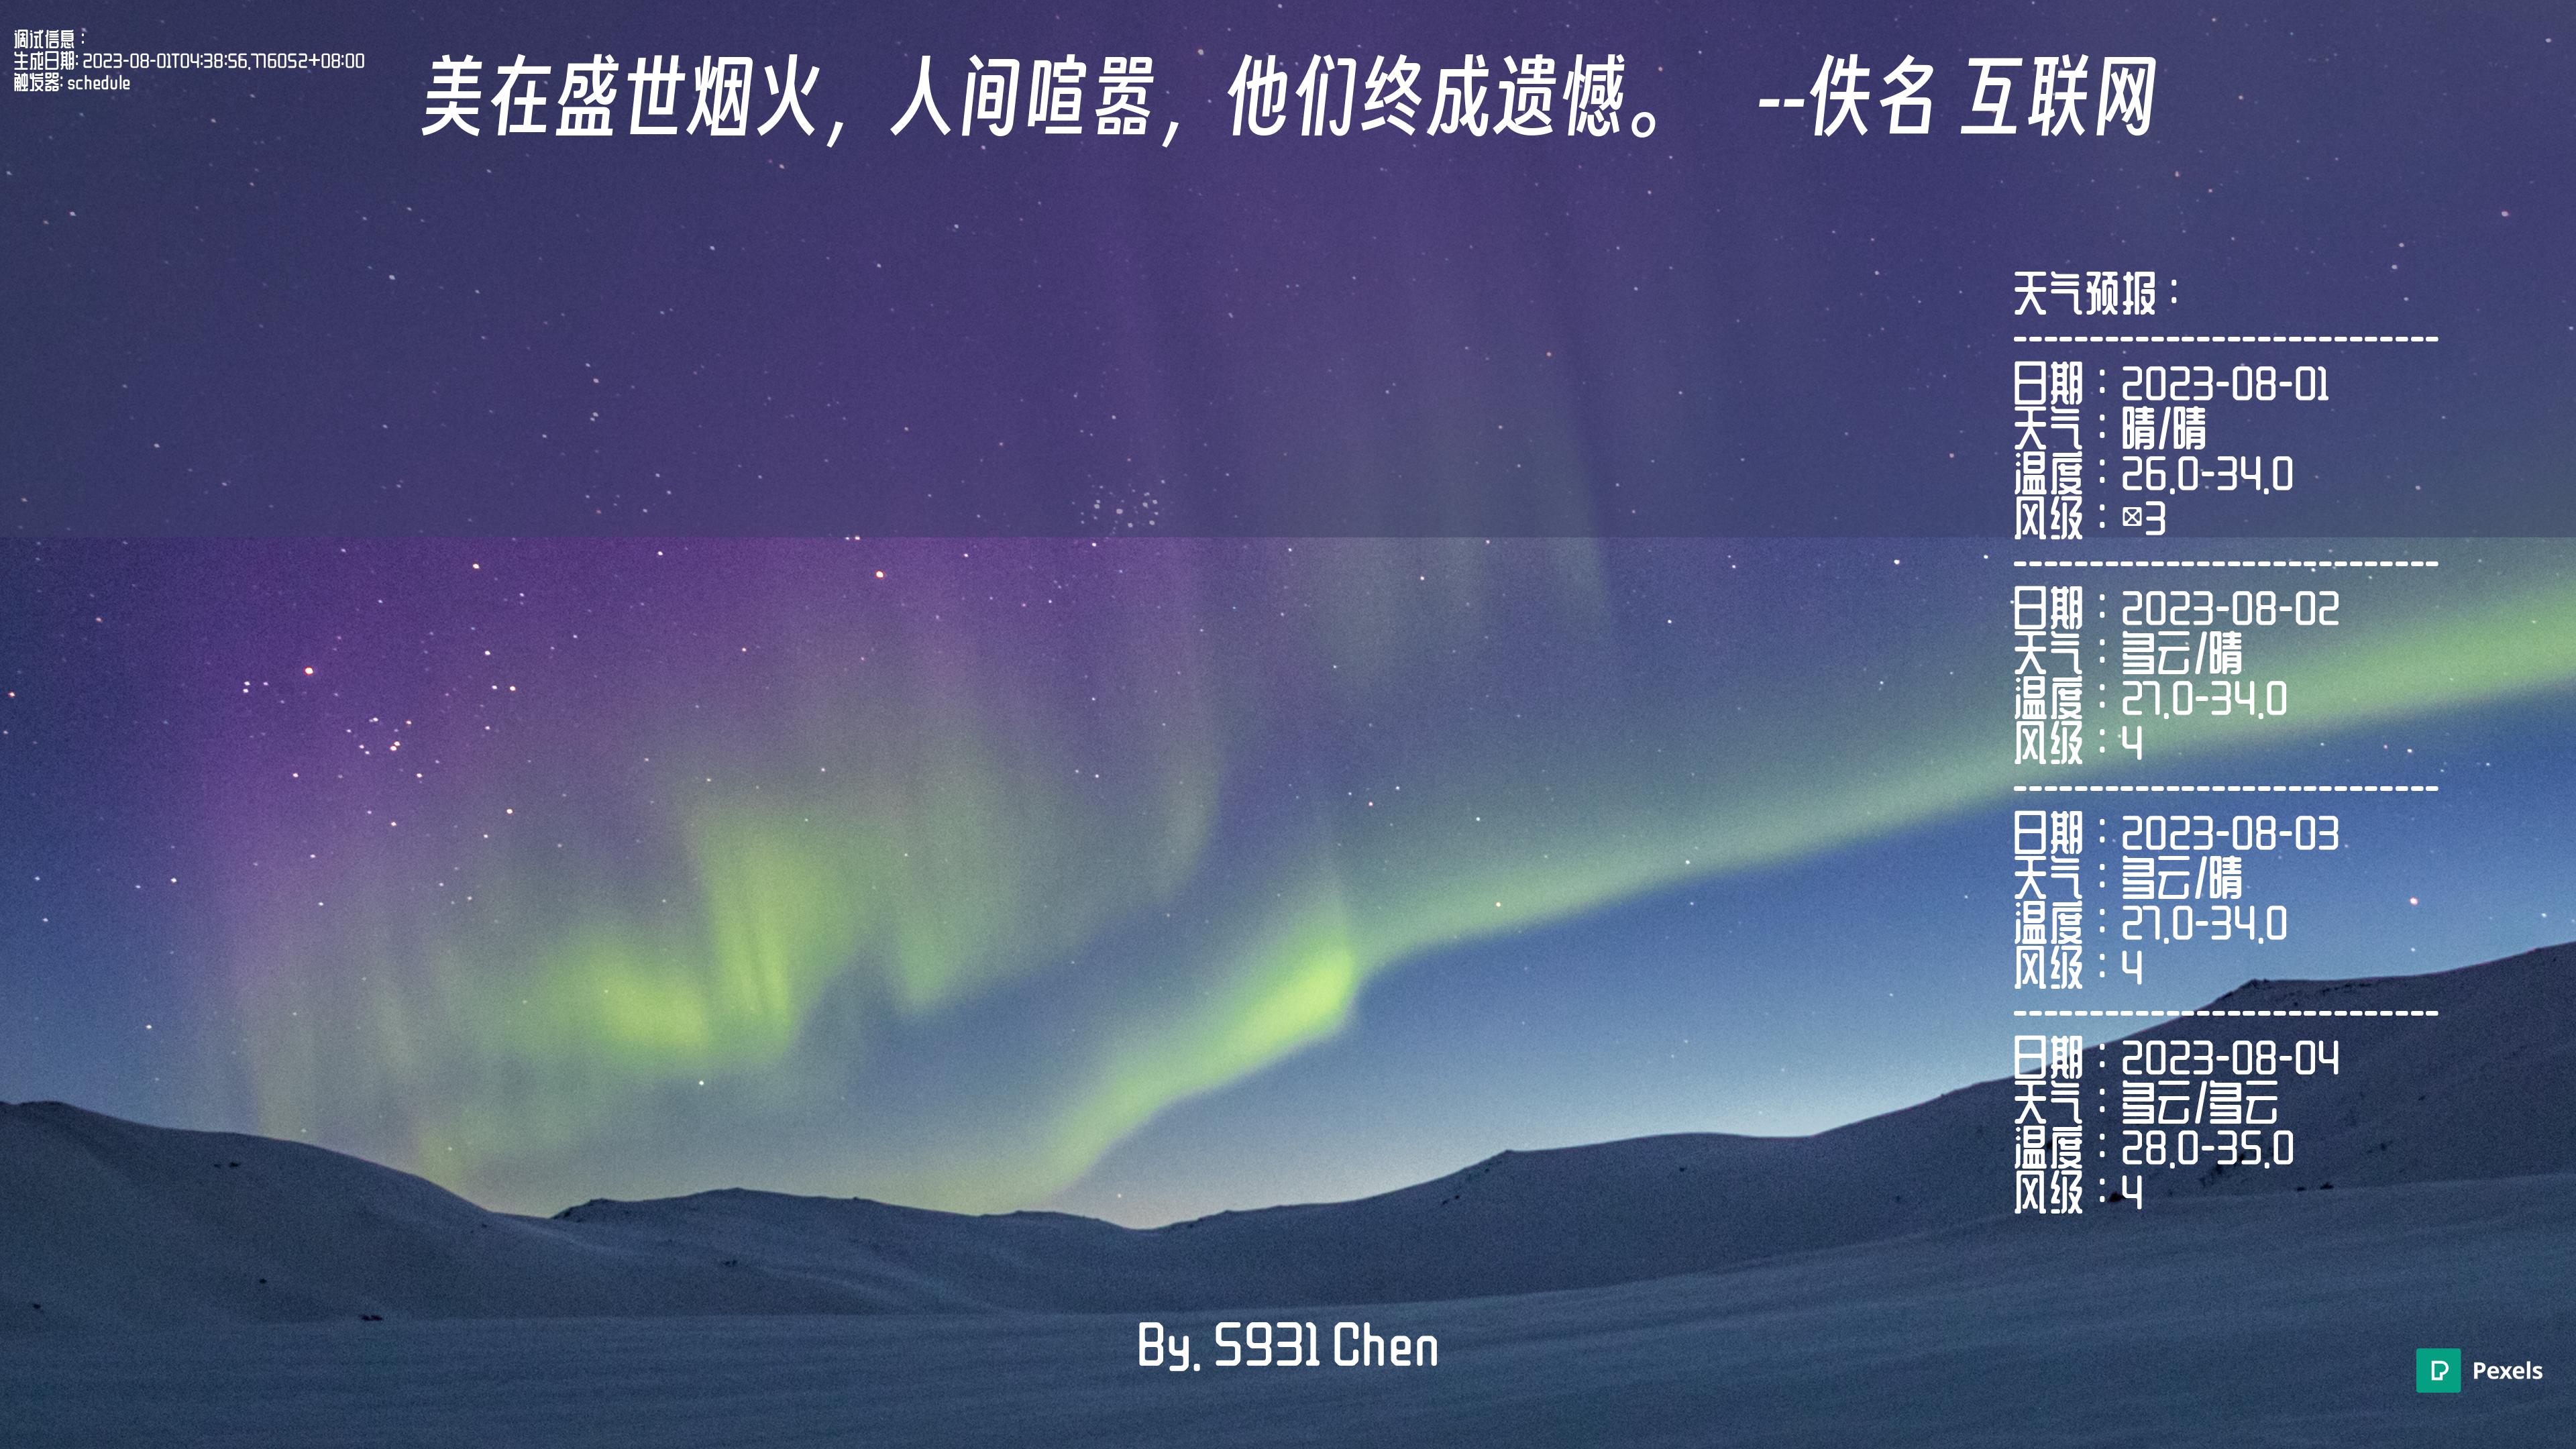 调试信息：
生成日期: 2023-08-01T04:38:56.776052+08:00
触发器: schedule
美在盛世烟火，人间喧嚣，他们终成遗憾。 --佚名 互联网
天气预报：
----------------------------
日期：2023-08-01
天气：晴/晴
温度：26.0-34.0
风级：☒3
----------------------------
日期：2023-08-02
天气：多云/晴
温度：27.0-34.0
风级：4
----------------------------
日期：2023-08-03
天气：多云/晴
温度：27.0-34.0
风级：4
----------------------------
日期：2023-08-04
天气：多云/多云
温度：28.0-35.0
风级：4
By. S931 Chen
Pexels